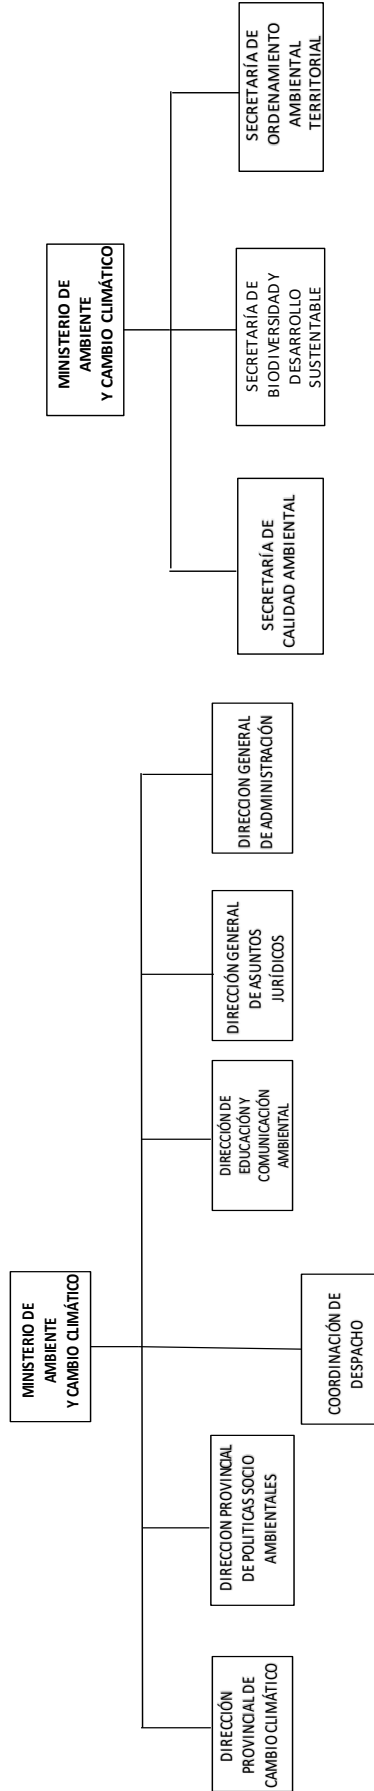 MINISTERIO DE
AMBIENTE
Y CAMBIO CLIMÁTICO
DIRECCIÓN
PROVINCIAL DE
CAMBIO CLIMÁTICO
DIRECCION PROVINCIAL
DE POLITICAS SOCIO
AMBIENTALES
COORDINACIÓN DE
DESPACHO
DIRECCIÓN DE
EDUCACIÓN Y
COMUNICACIÓN
AMBIENTAL
DIRECCIÓN GENERAL
DE ASUNTOS
JURÍDICOS
DIRECCION GENERAL
DE ADMINISTRACIÓN
MINISTERIO DE
AMBIENTE
Y CAMBIO CLIMÁTICO
SECRETARÍA DE
CALIDAD AMBIENTAL
SECRETARÍA DE
BIODIVERSIDAD Y
DESARROLLO
SUSTENTABLE
SECRETARÍA DE
ORDENAMIENTO
AMBIENTAL
TERRITORIAL